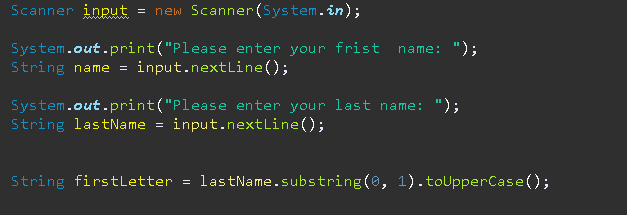 Scanner input = new Scanner(System.in);
System.out.print("Please enter your frist  name: ");
String name = input.nextLine();
System.out.print("Please enter your last name: ");
String lastName = input.nextLine();
String firstLetter = lastName.substring(0, 1).toUpperCase();